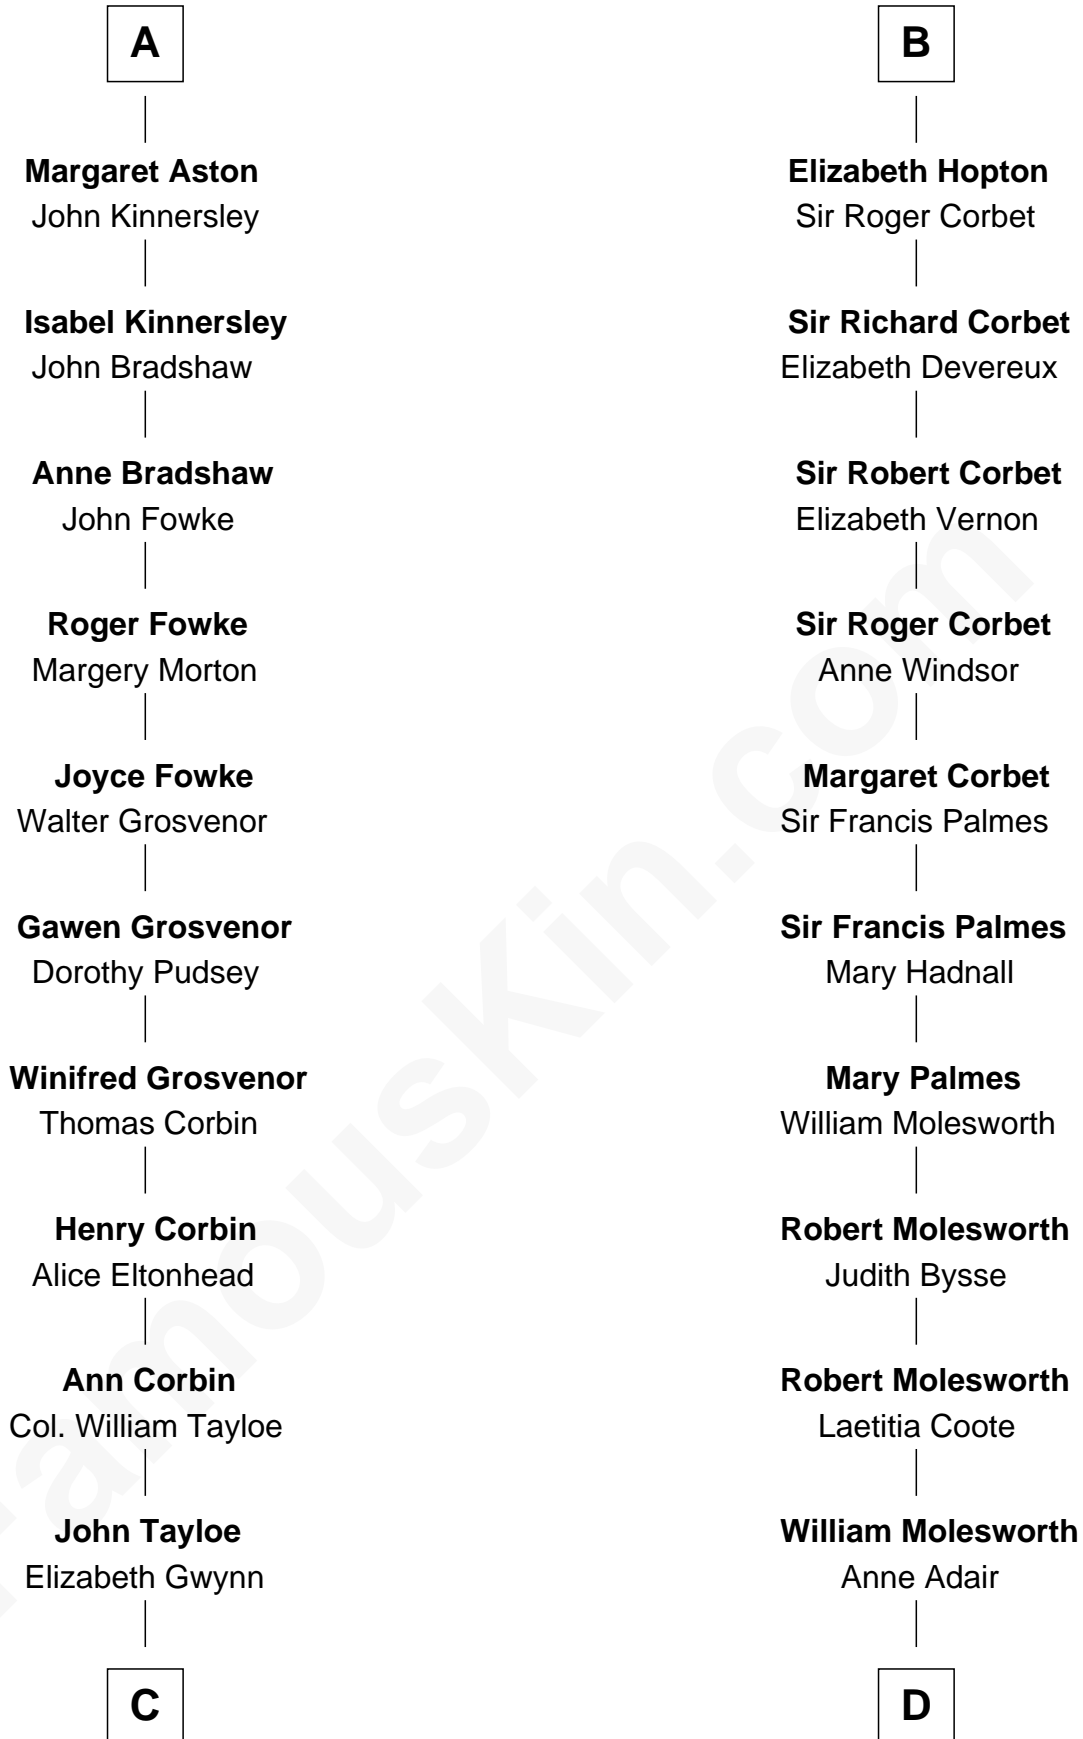 A
Margaret Aston
John Kinnersley
Isabel Kinnersley
John Bradshaw
Anne Bradshaw
John Fowke
Roger Fowke
Margery Morton
Joyce Fowke
Walter Grosvenor
Gawen Grosvenor
Dorothy Pudsey
Winifred Grosvenor
Thomas Corbin
Henry Corbin
Alice Eltonhead
Ann Corbin
Col. William Tayloe
John Tayloe
Elizabeth Gwynn
C
B
Elizabeth Hopton
Sir Roger Corbet
Sir Richard Corbet
Elizabeth Devereux
Sir Robert Corbet
Elizabeth Vernon
Sir Roger Corbet
Anne Windsor
Margaret Corbet
Sir Francis Palmes
Sir Francis Palmes
Mary Hadnall
Mary Palmes
William Molesworth
Robert Molesworth
Judith Bysse
Robert Molesworth
Laetitia Coote
William Molesworth
Anne Adair
D
FamousKin.com